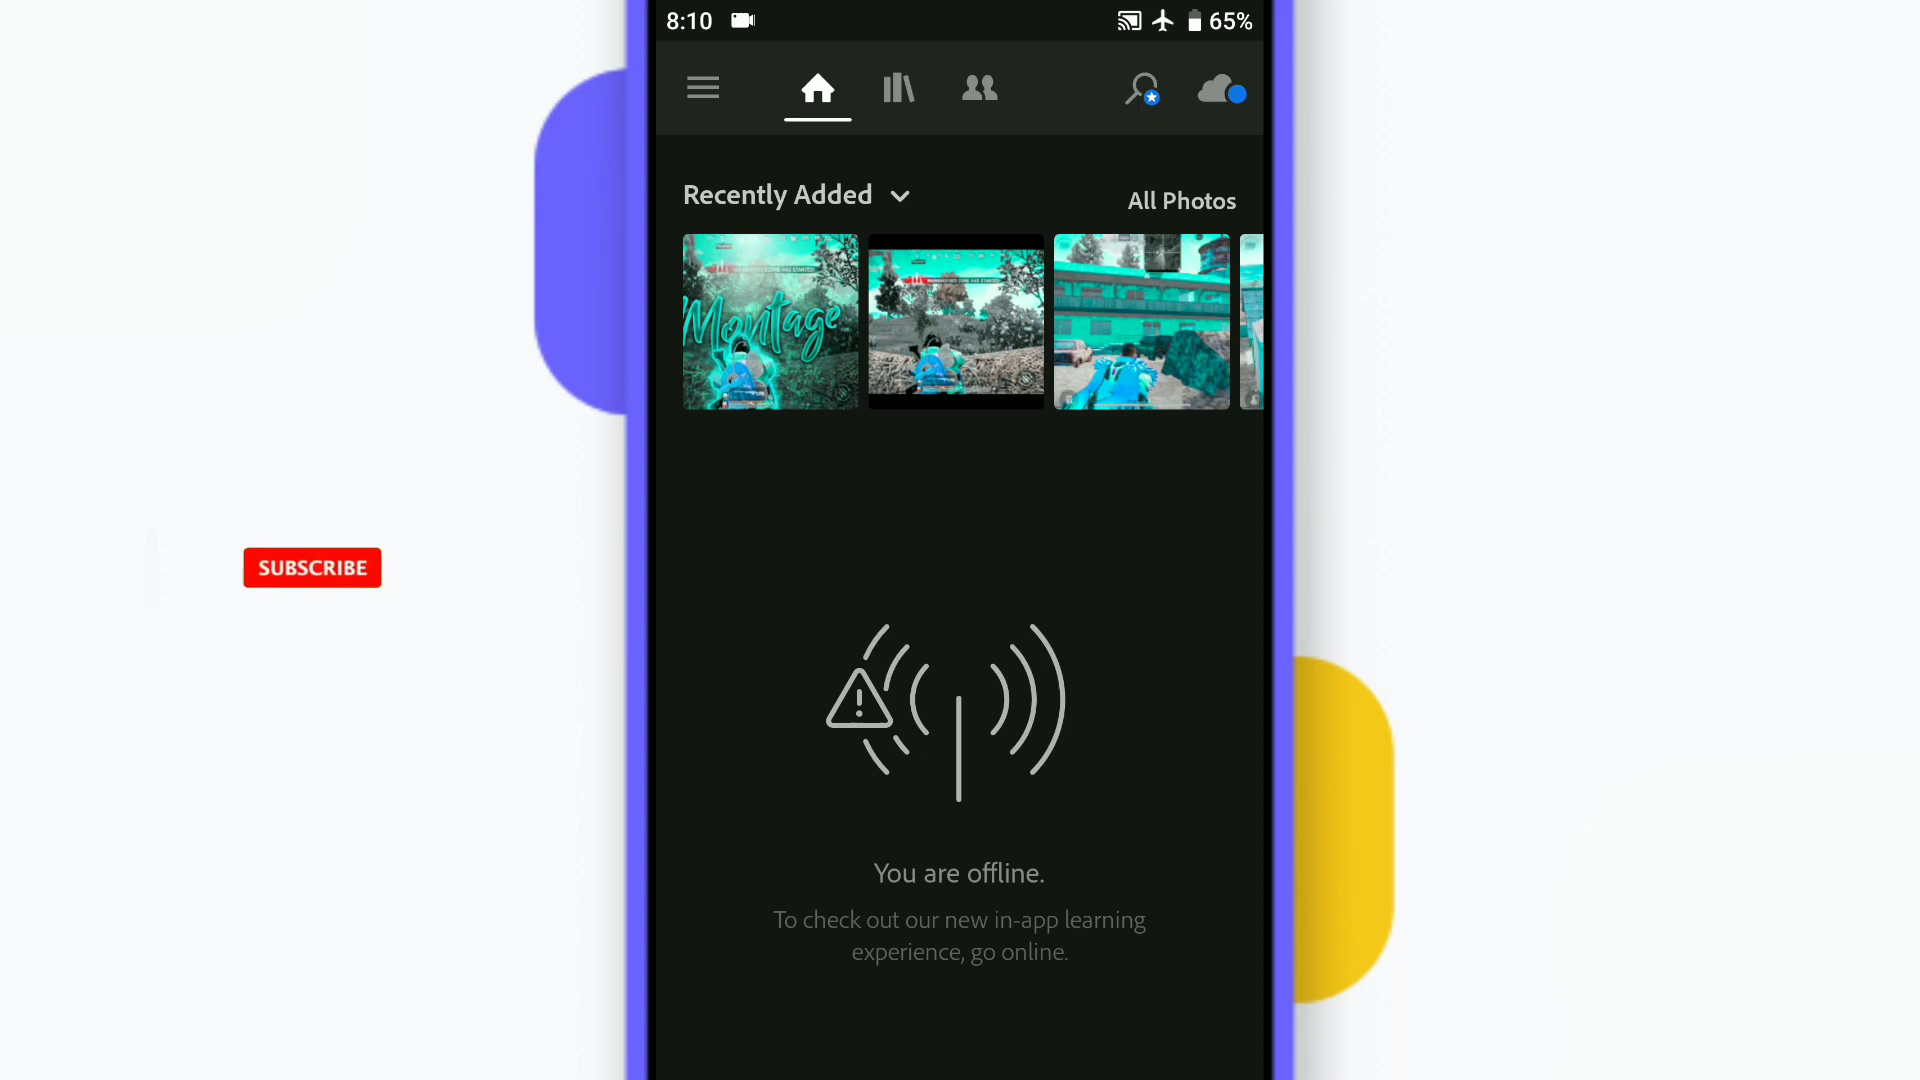 8:10
65%
Recently Added
All Photos
Montage
SUBSCRIBE
You are offline.
To check out our new in-app learning
experience, go online.